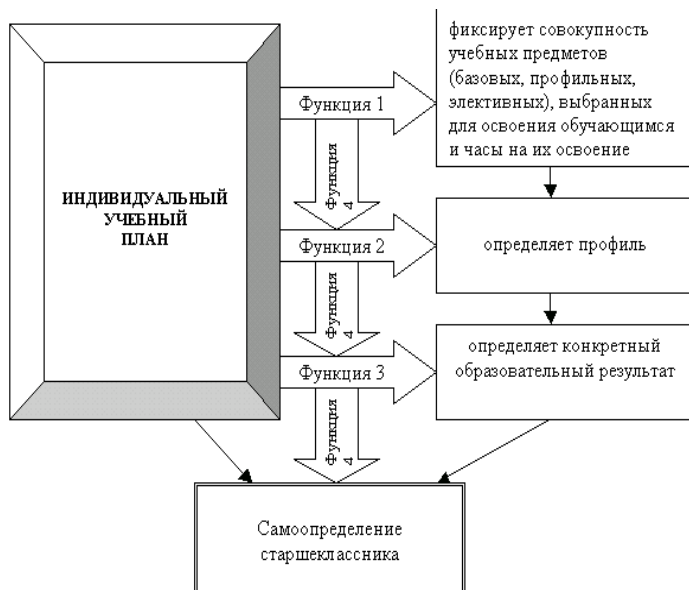 ИНДИВИДУАЛЬНЫЙ
УЧЕБНЫЙ
ПЛАН
Функция 1
фиксирует совокупность
учебных предметов
(базовых, профильных,
элективных), выбранных
для освоения обучающимся
и часы на их освоение
Функция
4
Функция 2
определяет профиль
Функция
4
Функция 3
определяет конкретный
образовательный результат
Функция
4
Самоопределение
старшеклассника